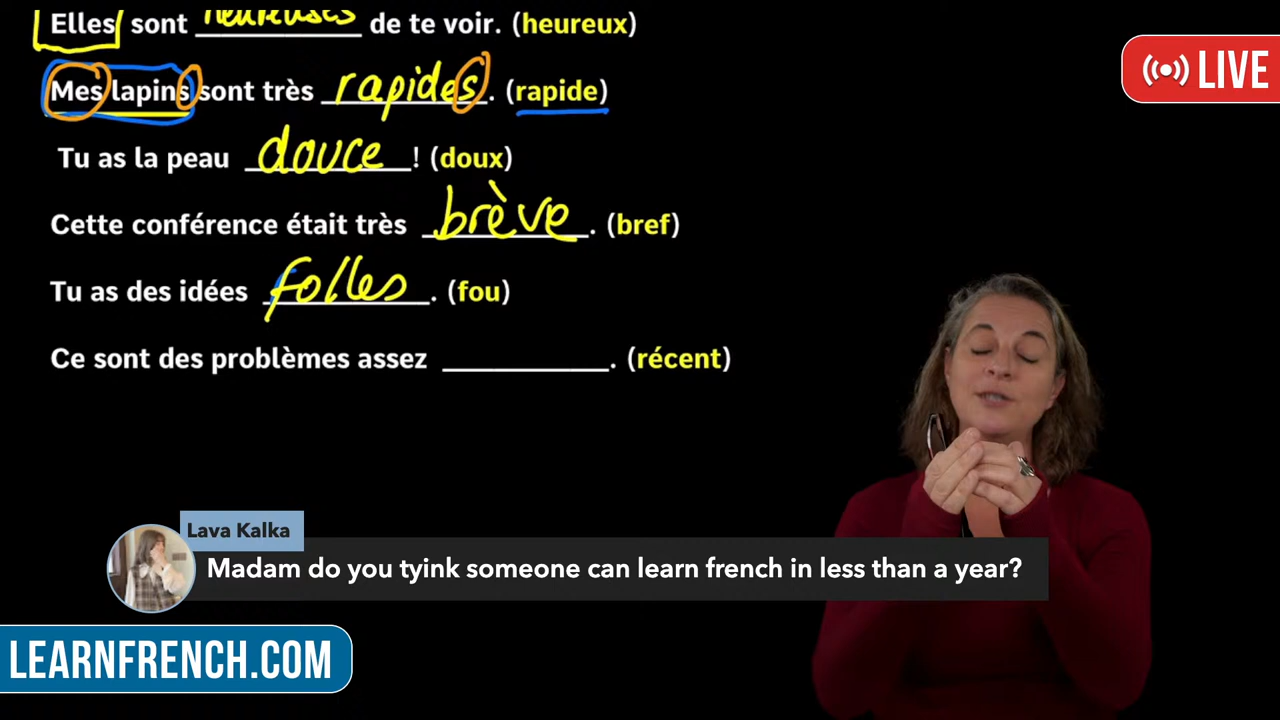 Elles sont heureuses de te voir. (heureux)
LIVE
Mes lapins sont très rapides. (rapide)
Tu as la peau douce ! (doux)
Cette conférence était très brève. (bref)
Tu as des idées folles. (fou)
Ce sont des problèmes assez ____________. (récent)
Lava Kalka
Madam do you tyink someone can learn french in less than a year?
LEARNFRENCH.COM